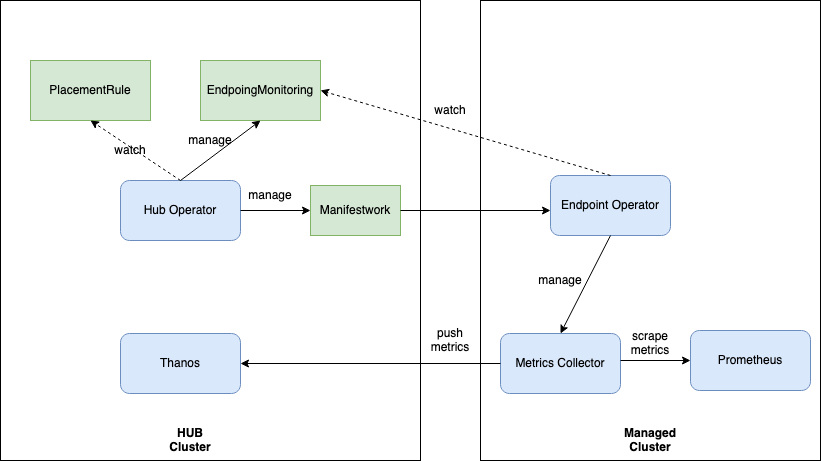 PlacementRule
EndpoingMonitoring
watch
manage
watch
Hub Operator
manage
Manifestwork
Endpoint Operator
manage
Thanos
push
metrics
Metrics Collector
scrape
metrics
Prometheus
HUB
Cluster
Managed
Cluster